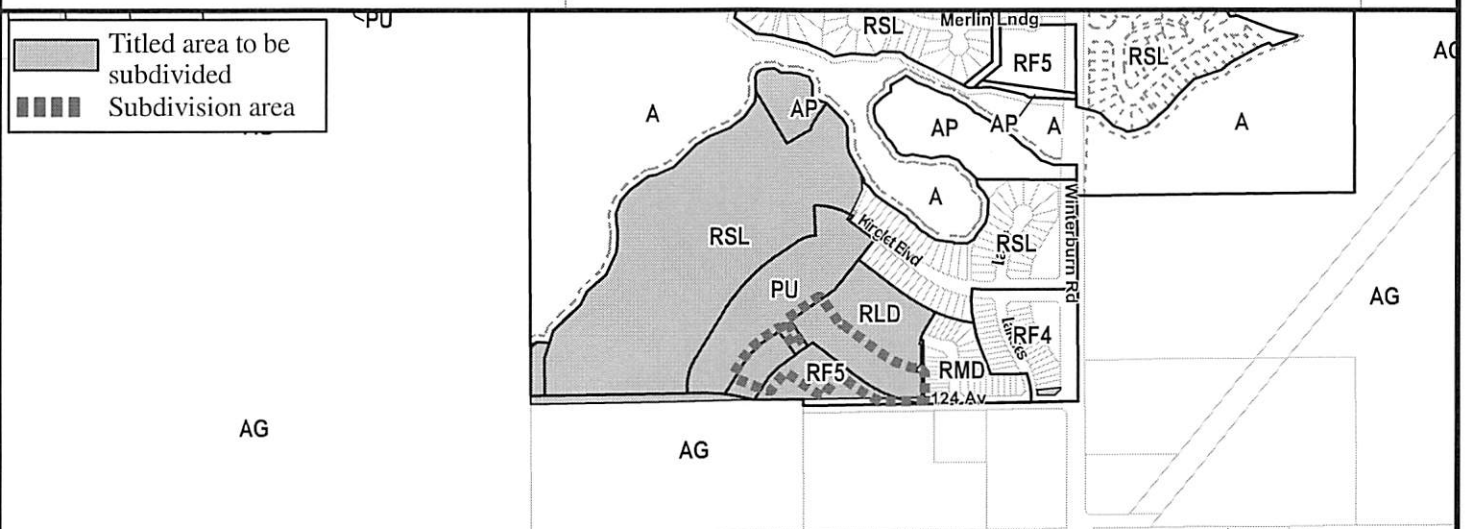 PU
Titled area to be
subdivided
Subdivision area
RSL
Merlin Lndg
RF5
RSL
AG
A
AP
AP
AP
A
A
A
RSL
Kinglet Blvd
RSL
Winterburn Rd
PU
RLD
AG
RF4
RF5
RMD
124 Av
AG
AG